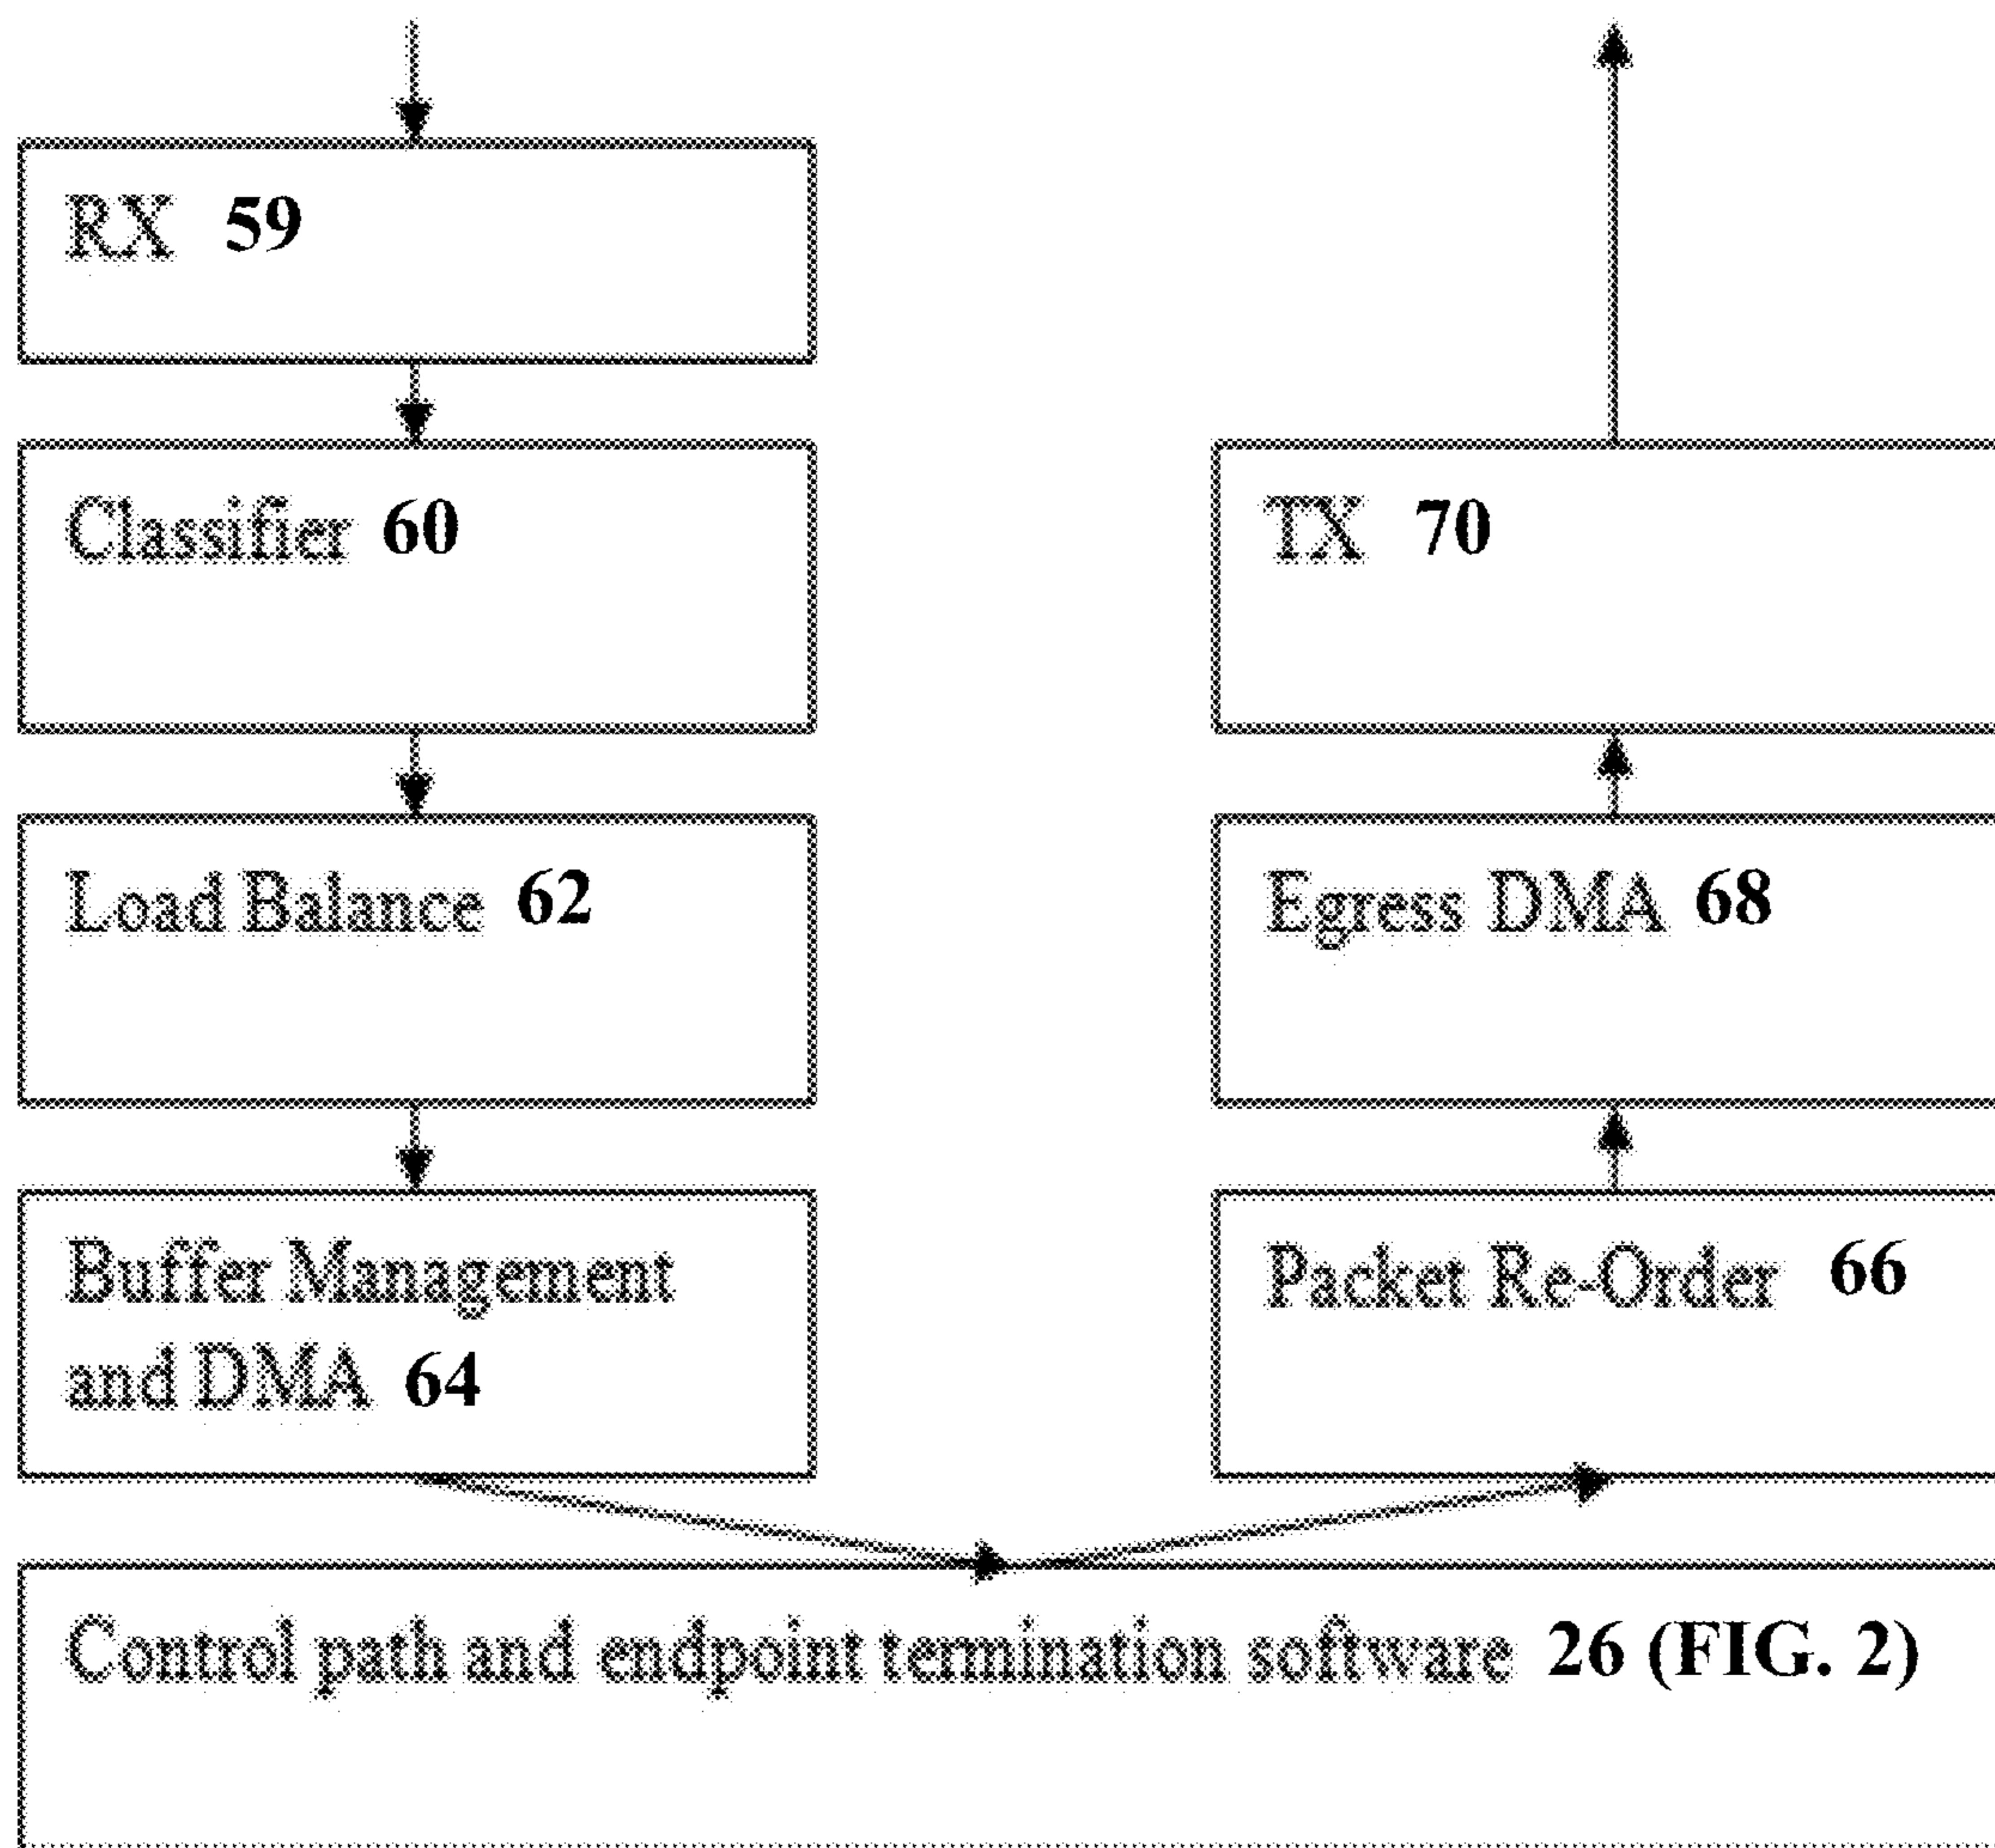 RX 59
Classifier 60
Load Balance 62
Buffer Management
and DMA 64
TX 70
Egress DMA 68
Packet Re-Order 66
Control path and endpoint termination software 26 (FIG. 2)